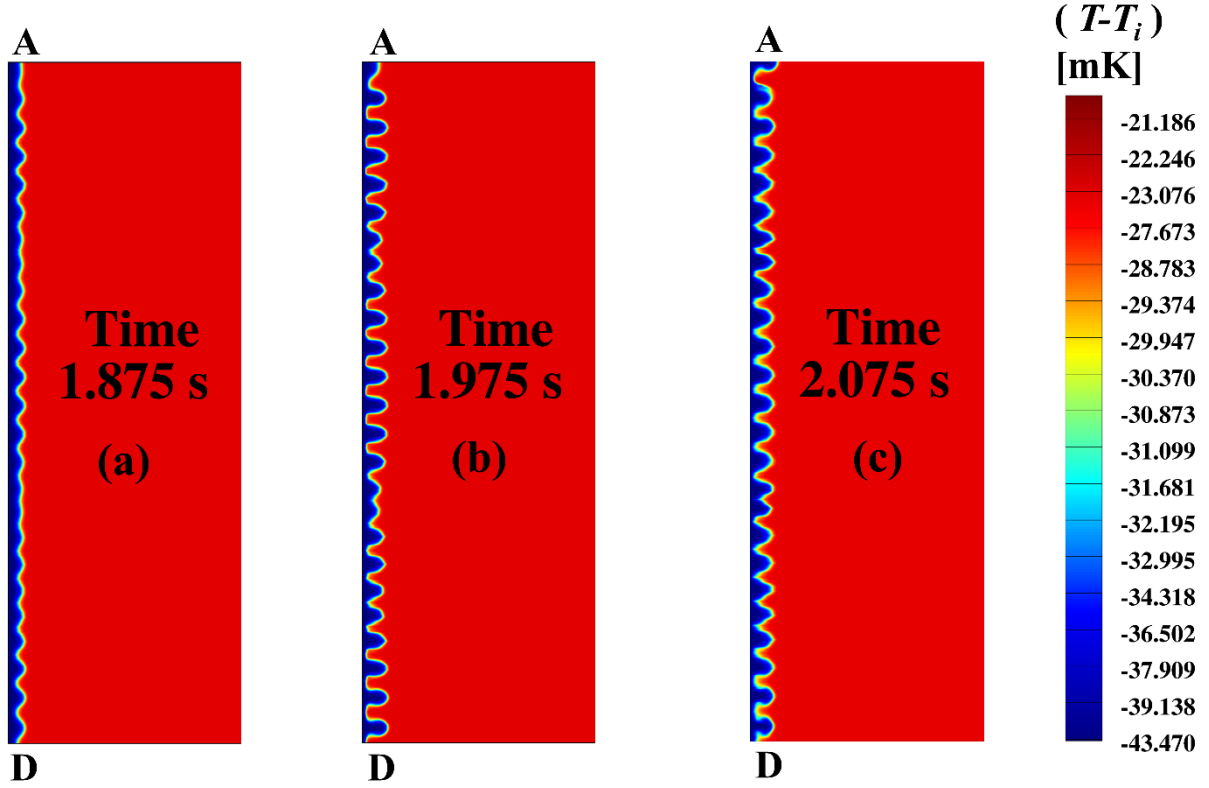 A
Time
1.875 s
(a)
D
A
Time
1.975 s
(b)
D
A
Time
2.075 s
(c)
D
( T-Tᵢ )
[mK]
-21.186
-22.246
-23.076
-27.673
-28.783
-29.374
-29.947
-30.370
-30.873
-31.099
-31.681
-32.195
-32.995
-34.318
-36.502
-37.909
-39.138
-43.470